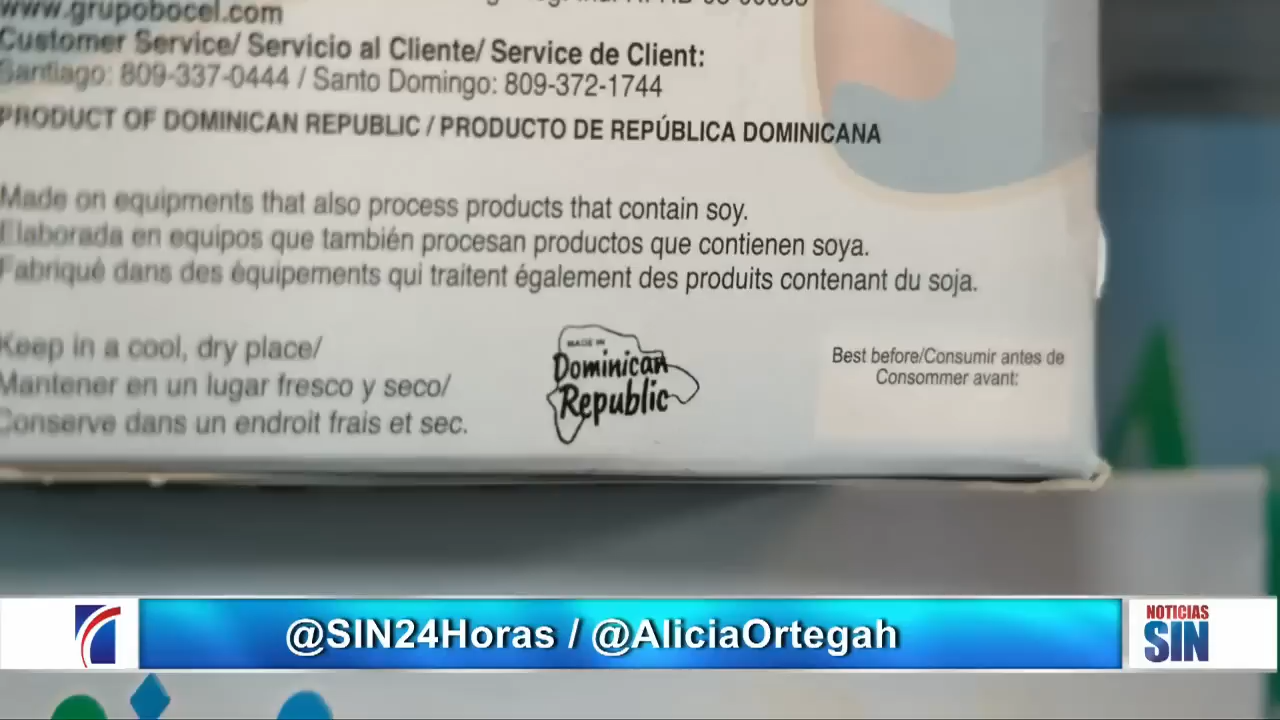 www.grupobocel.com
Customer Service/ Servicio al Cliente/ Service de Client:
Santiago: 809-337-0444 / Santo Domingo: 809-372-1744
PRODUCT OF DOMINICAN REPUBLIC / PRODUCTO DE REPÚBLICA DOMINICANA
Made on equipments that also process products that contain soy.
Elaborada en equipos que también procesan productos que contienen soya.
Fabriqué dans des équipements qui traitent également des produits contenant du soja.
Keep in a cool, dry place/
Mantener en un lugar fresco y seco/
Conserve dans un endroit frais et sec.
MADE IN
Dominican
Republic
Best before/Consumir antes de
Consommer avant:
@SIN24Horas / @AliciaOrtegah
NOTICIAS
SIN